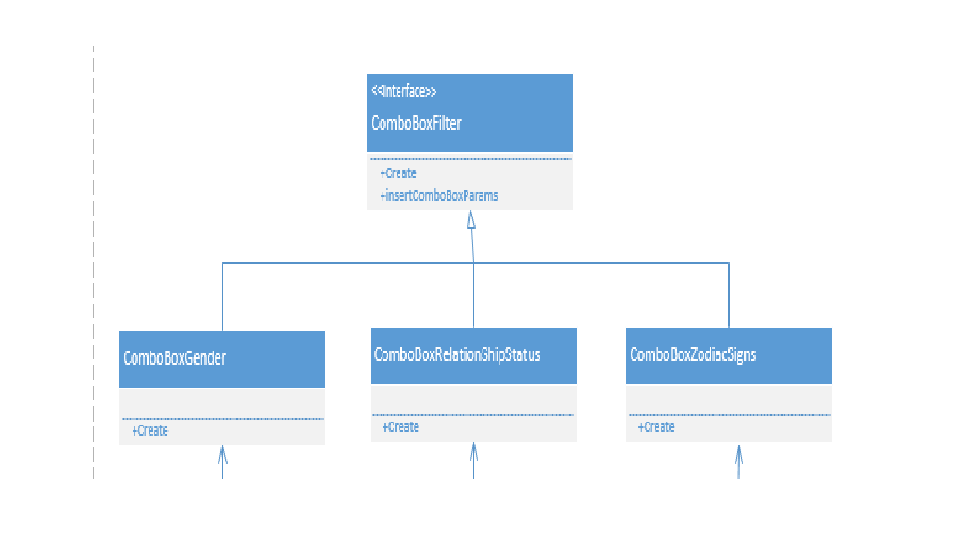 <<Interface>>
ComboBoxFilter
+Create
+insertComboBoxParams
ComboBoxGender
+Create
ComboBoxRelationShipStatus
+Create
ComboBoxZodiacSigns
+Create